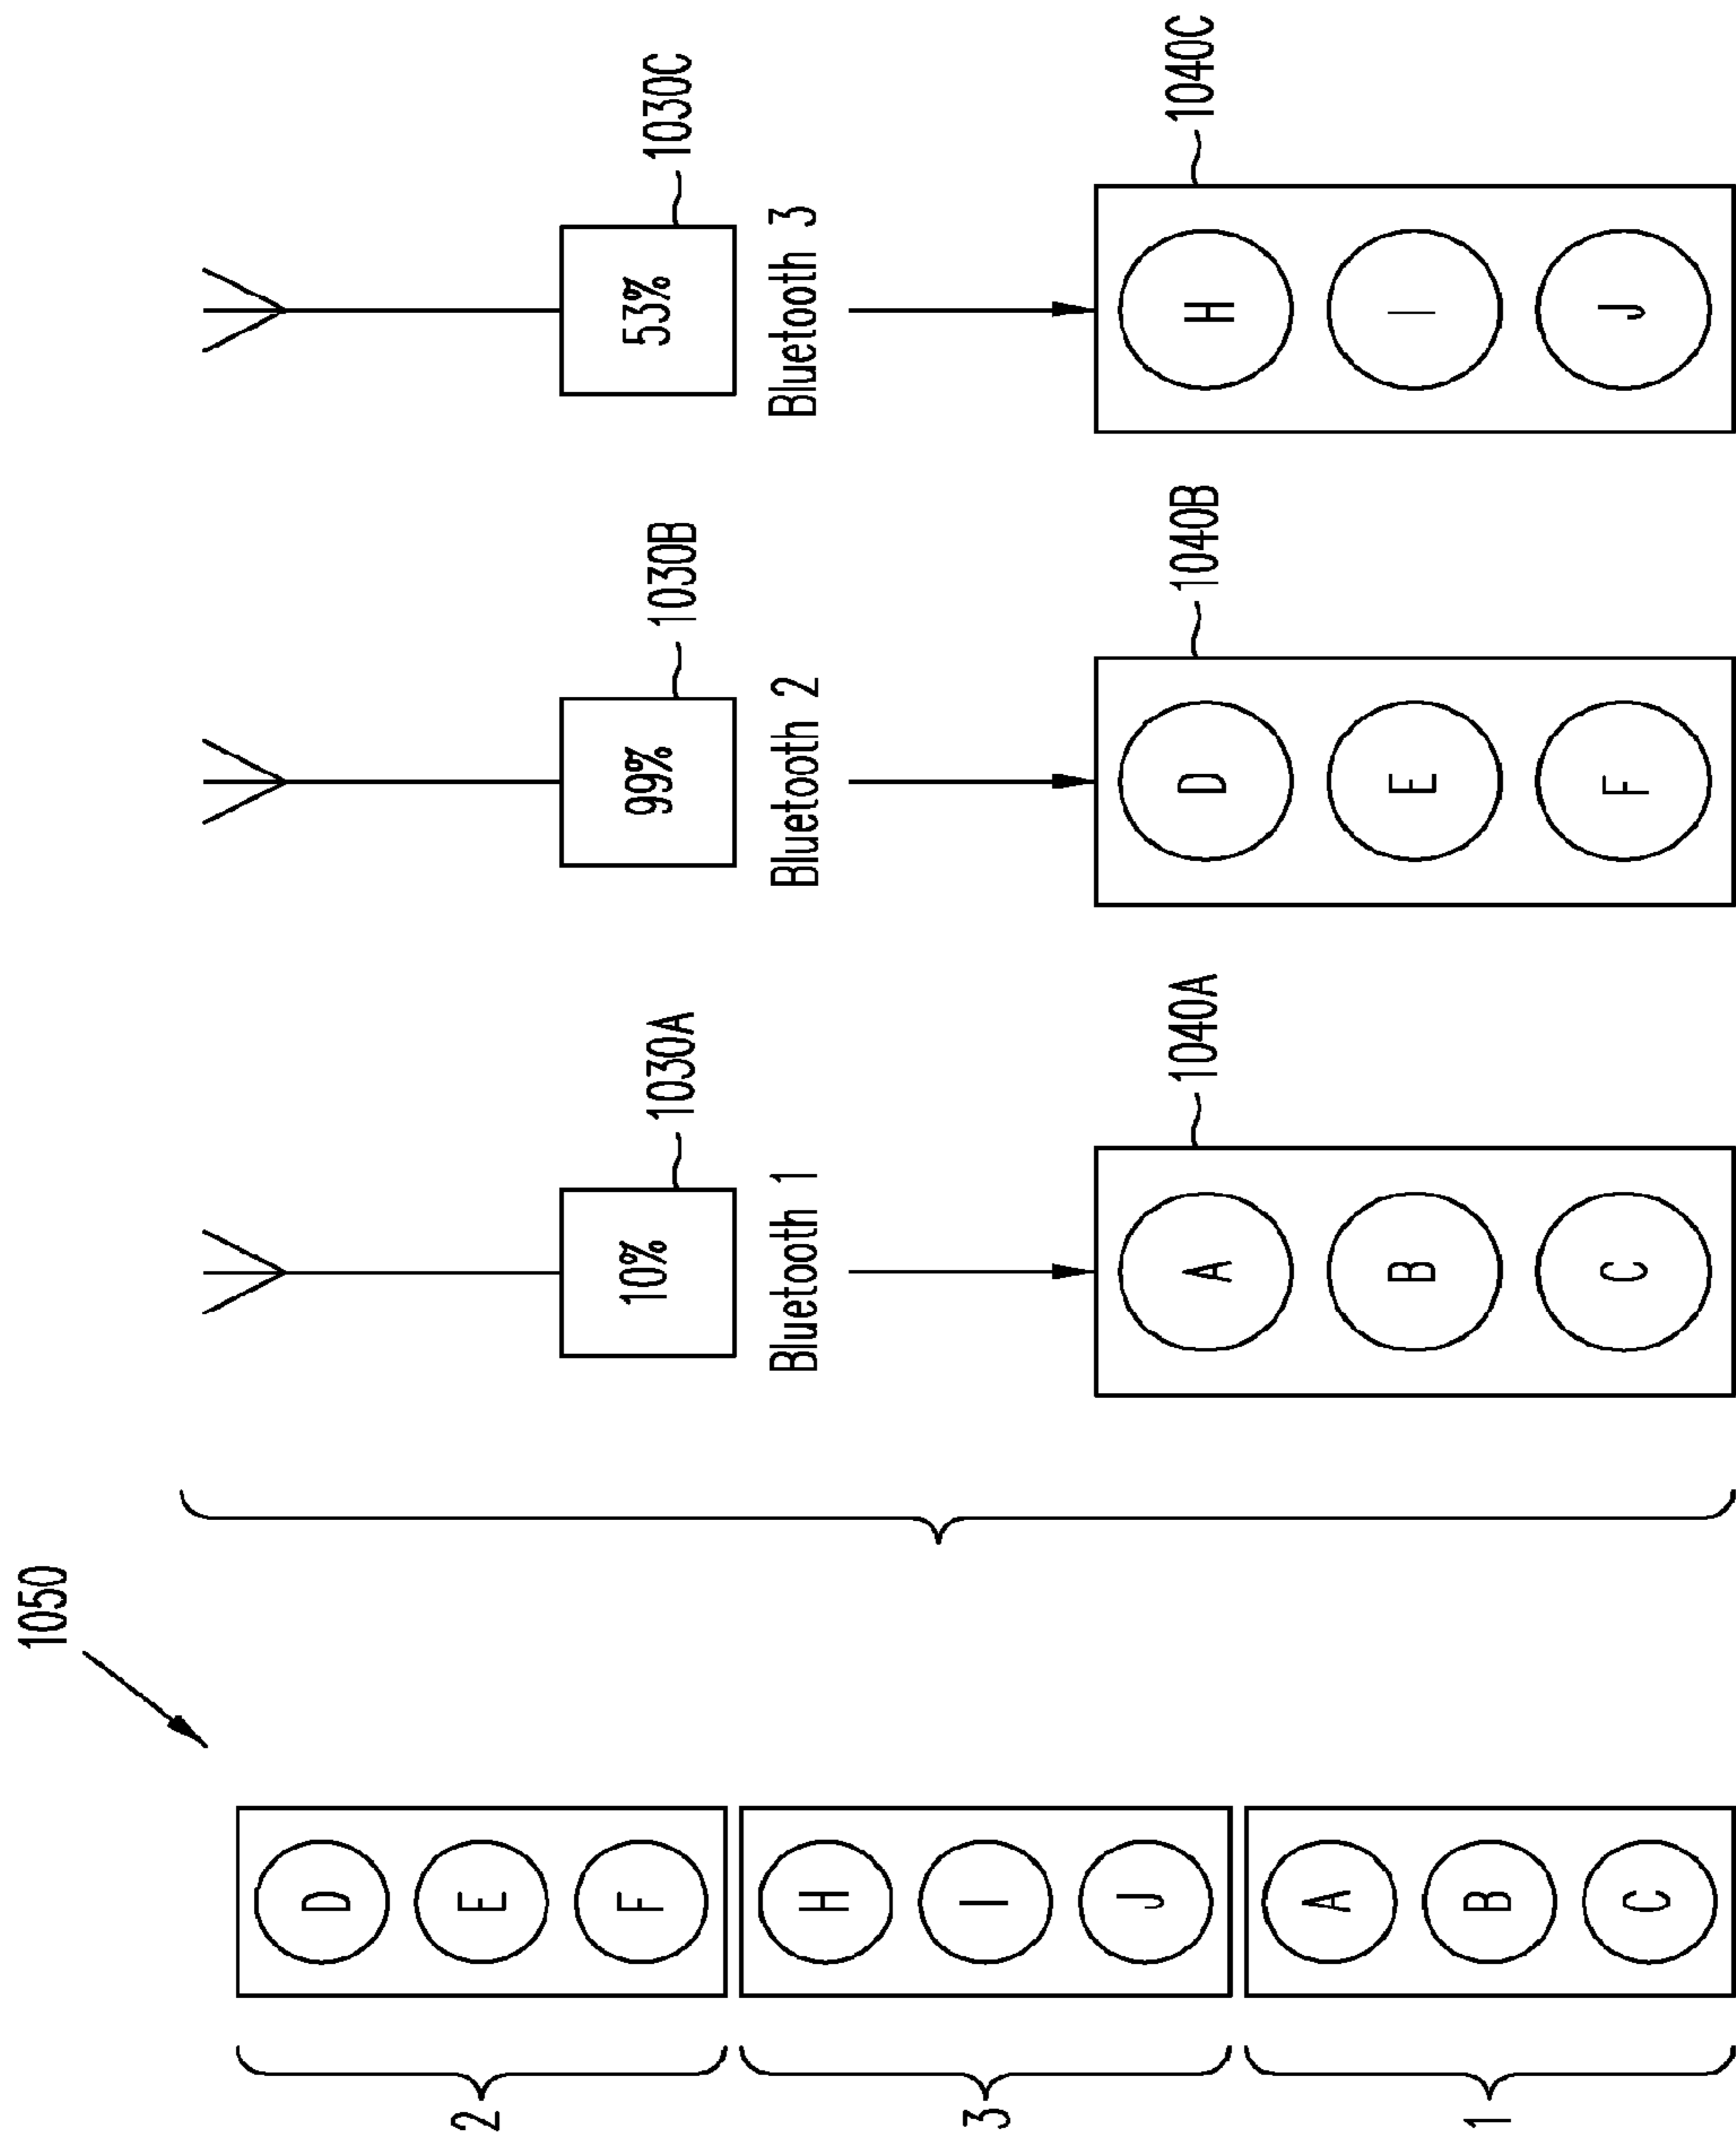 1
3
2
C
B
A
J
I
H
F
E
D
1050
1040A
1030A
C
B
A
Bluetooth 1
10%
1040B
1030B
F
E
D
Bluetooth 2
99%
1040C
1030C
J
I
H
Bluetooth 3
53%